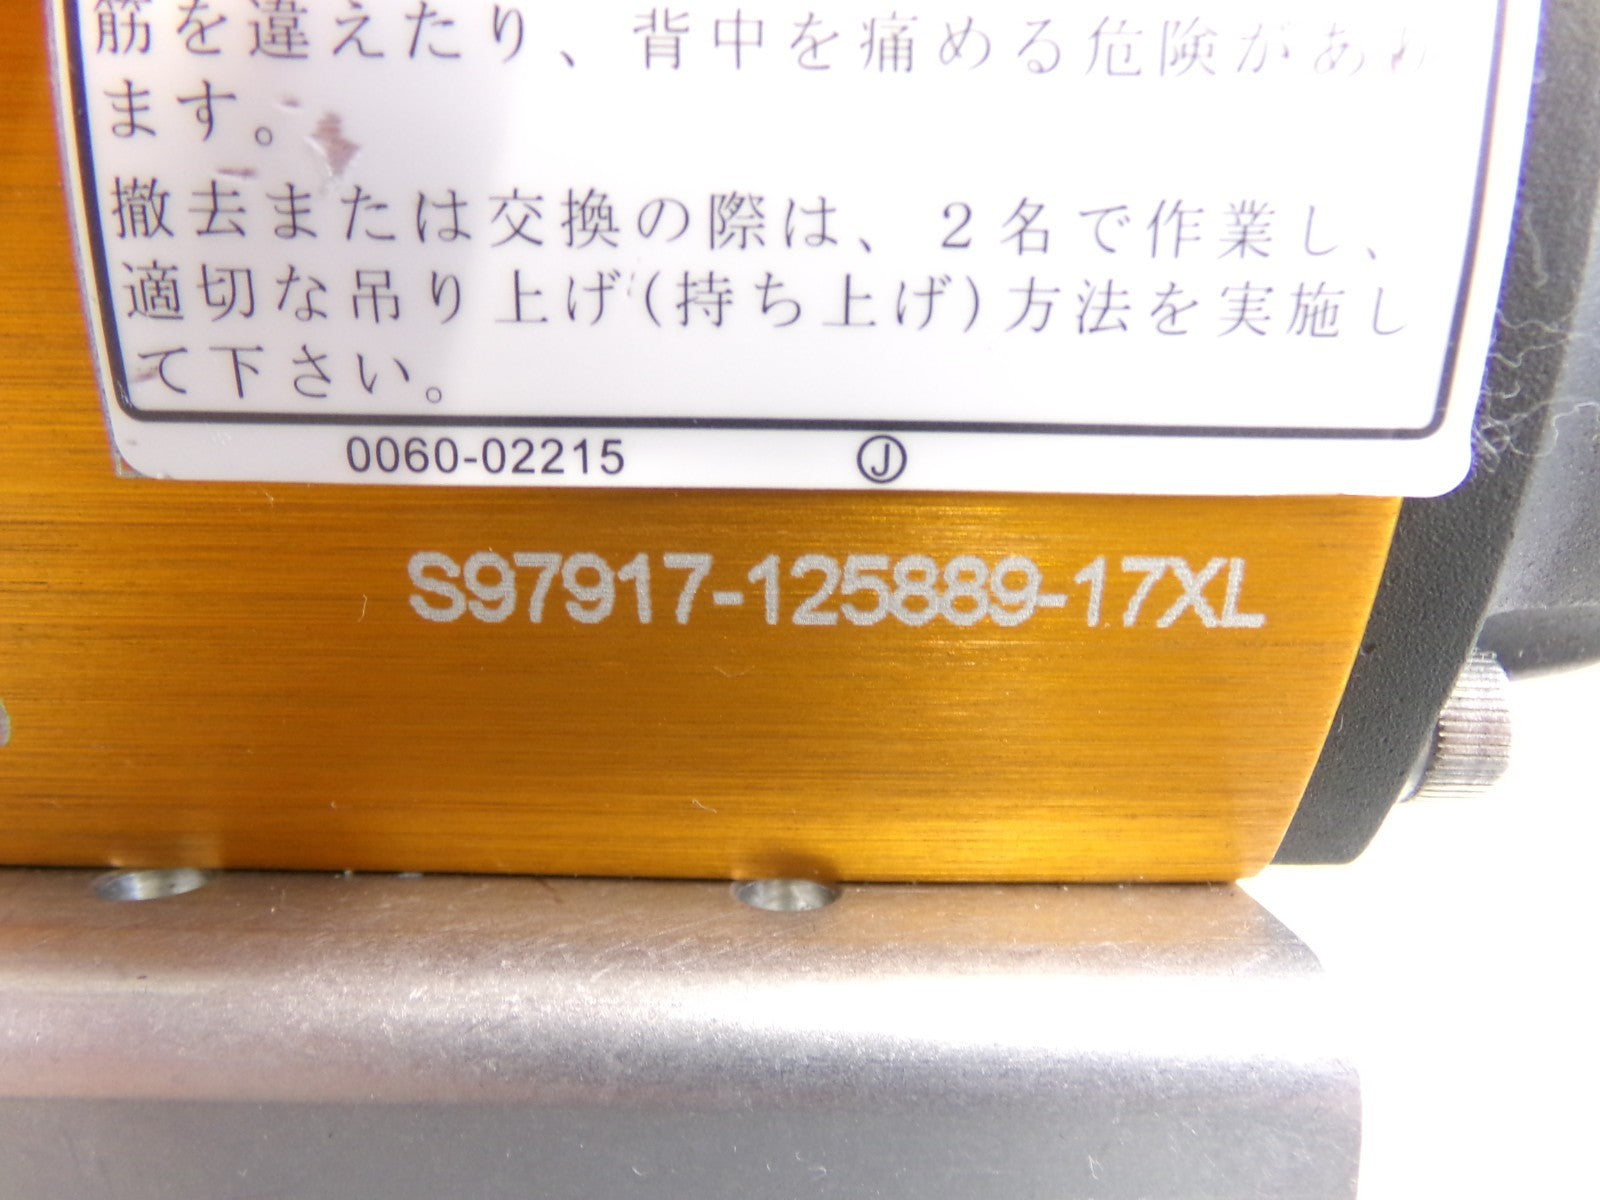 筋を違えたり、背中を痛める危険があり
ます。
撤去または交換の際は、2名で作業し、
適切な吊り上げ(持ち上げ)方法を実施し
て下さい。
0060-02215 Ⓙ
S97917-125889-17XL